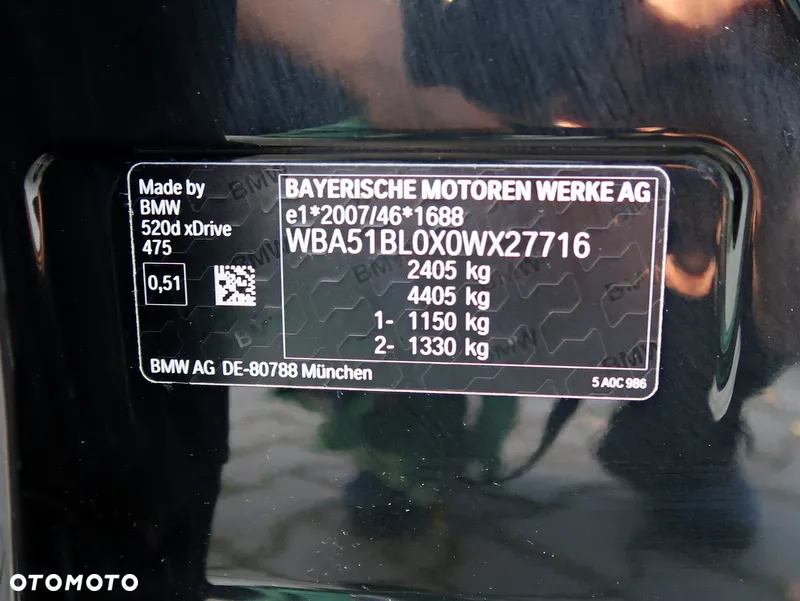 Made by
BMW
520d xDrive
475
0,51
BAYERISCHE MOTOREN WERKE AG
e1*2007/46*1688
WBA51BL0X0WX27716
2405 kg
4405 kg
1- 1150 kg
2- 1330 kg
BMW AG DE-80788 München
5 A0C 986
OTOMOTO